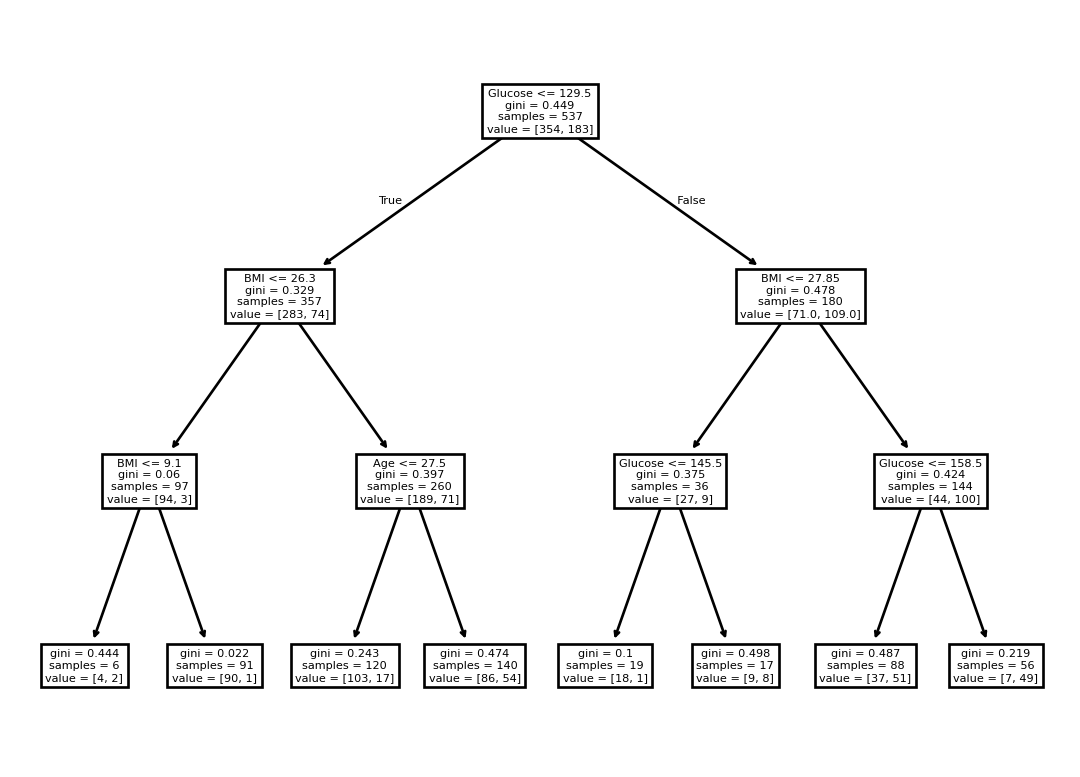 Glucose <= 129.5
gini = 0.449
samples = 537
value = [354, 183]
True
False
BMI <= 26.3
gini = 0.329
samples = 357
value = [283, 74]
BMI <= 27.85
gini = 0.478
samples = 180
value = [71.0, 109.0]
BMI <= 9.1
gini = 0.06
samples = 97
value = [94, 3]
Age <= 27.5
gini = 0.397
samples = 260
value = [189, 71]
Glucose <= 145.5
gini = 0.375
samples = 36
value = [27, 9]
Glucose <= 158.5
gini = 0.424
samples = 144
value = [44, 100]
gini = 0.444
samples = 6
value = [4, 2]
gini = 0.022
samples = 91
value = [90, 1]
gini = 0.243
samples = 120
value = [103, 17]
gini = 0.474
samples = 140
value = [86, 54]
gini = 0.1
samples = 19
value = [18, 1]
gini = 0.498
samples = 17
value = [9, 8]
gini = 0.487
samples = 88
value = [37, 51]
gini = 0.219
samples = 56
value = [7, 49]